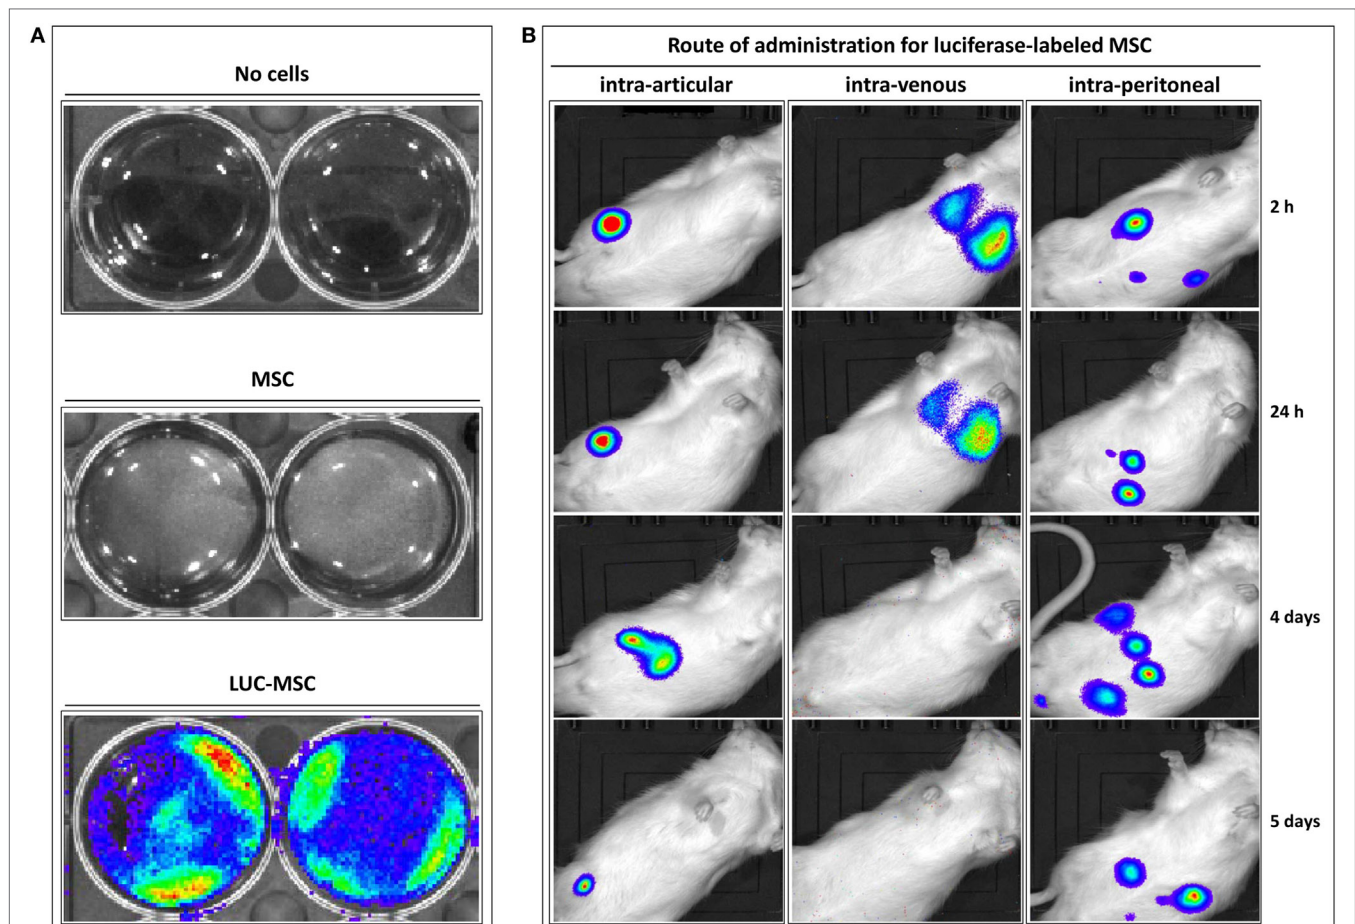 A
No cells
MSC
LUC-MSC
B
Route of administration for luciferase-labeled MSC
intra-articular
intra-venous
intra-peritoneal
2 h
24 h
4 days
5 days